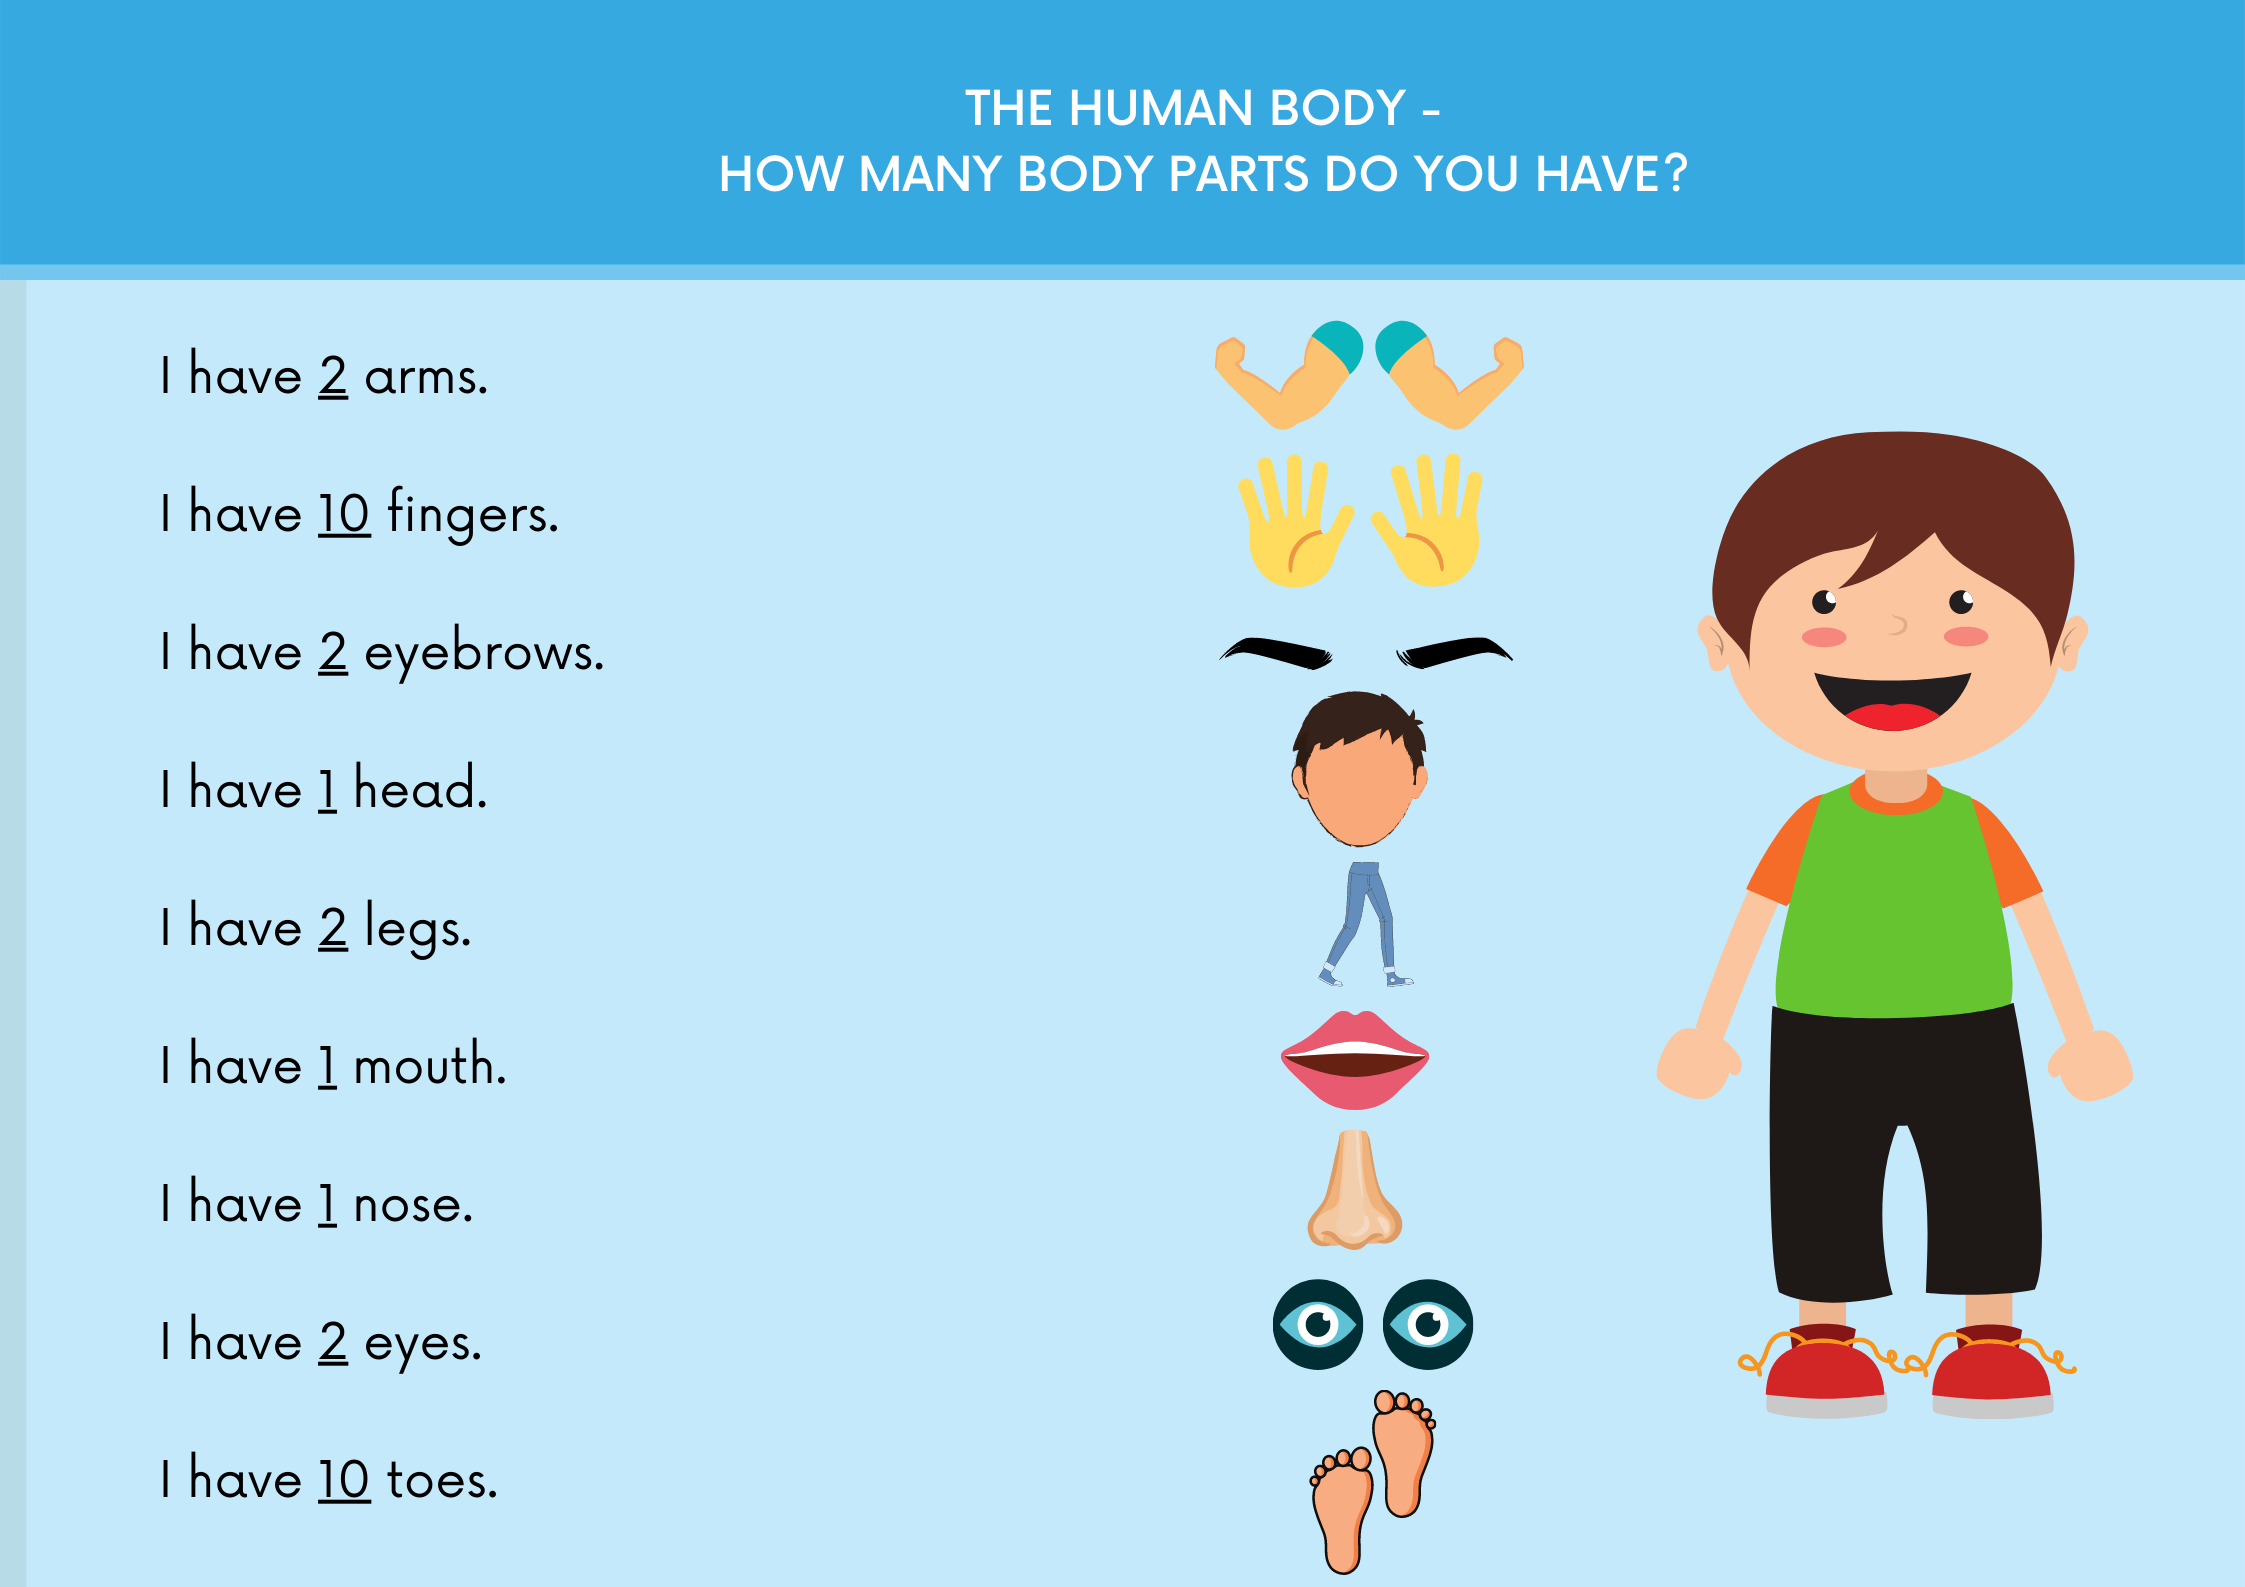 THE HUMAN BODY -
HOW MANY BODY PARTS DO YOU HAVE?
I have 2 arms.
I have 10 fingers.
I have 2 eyebrows.
I have 1 head.
I have 2 legs.
I have 1 mouth.
I have 1 nose.
I have 2 eyes.
I have 10 toes.